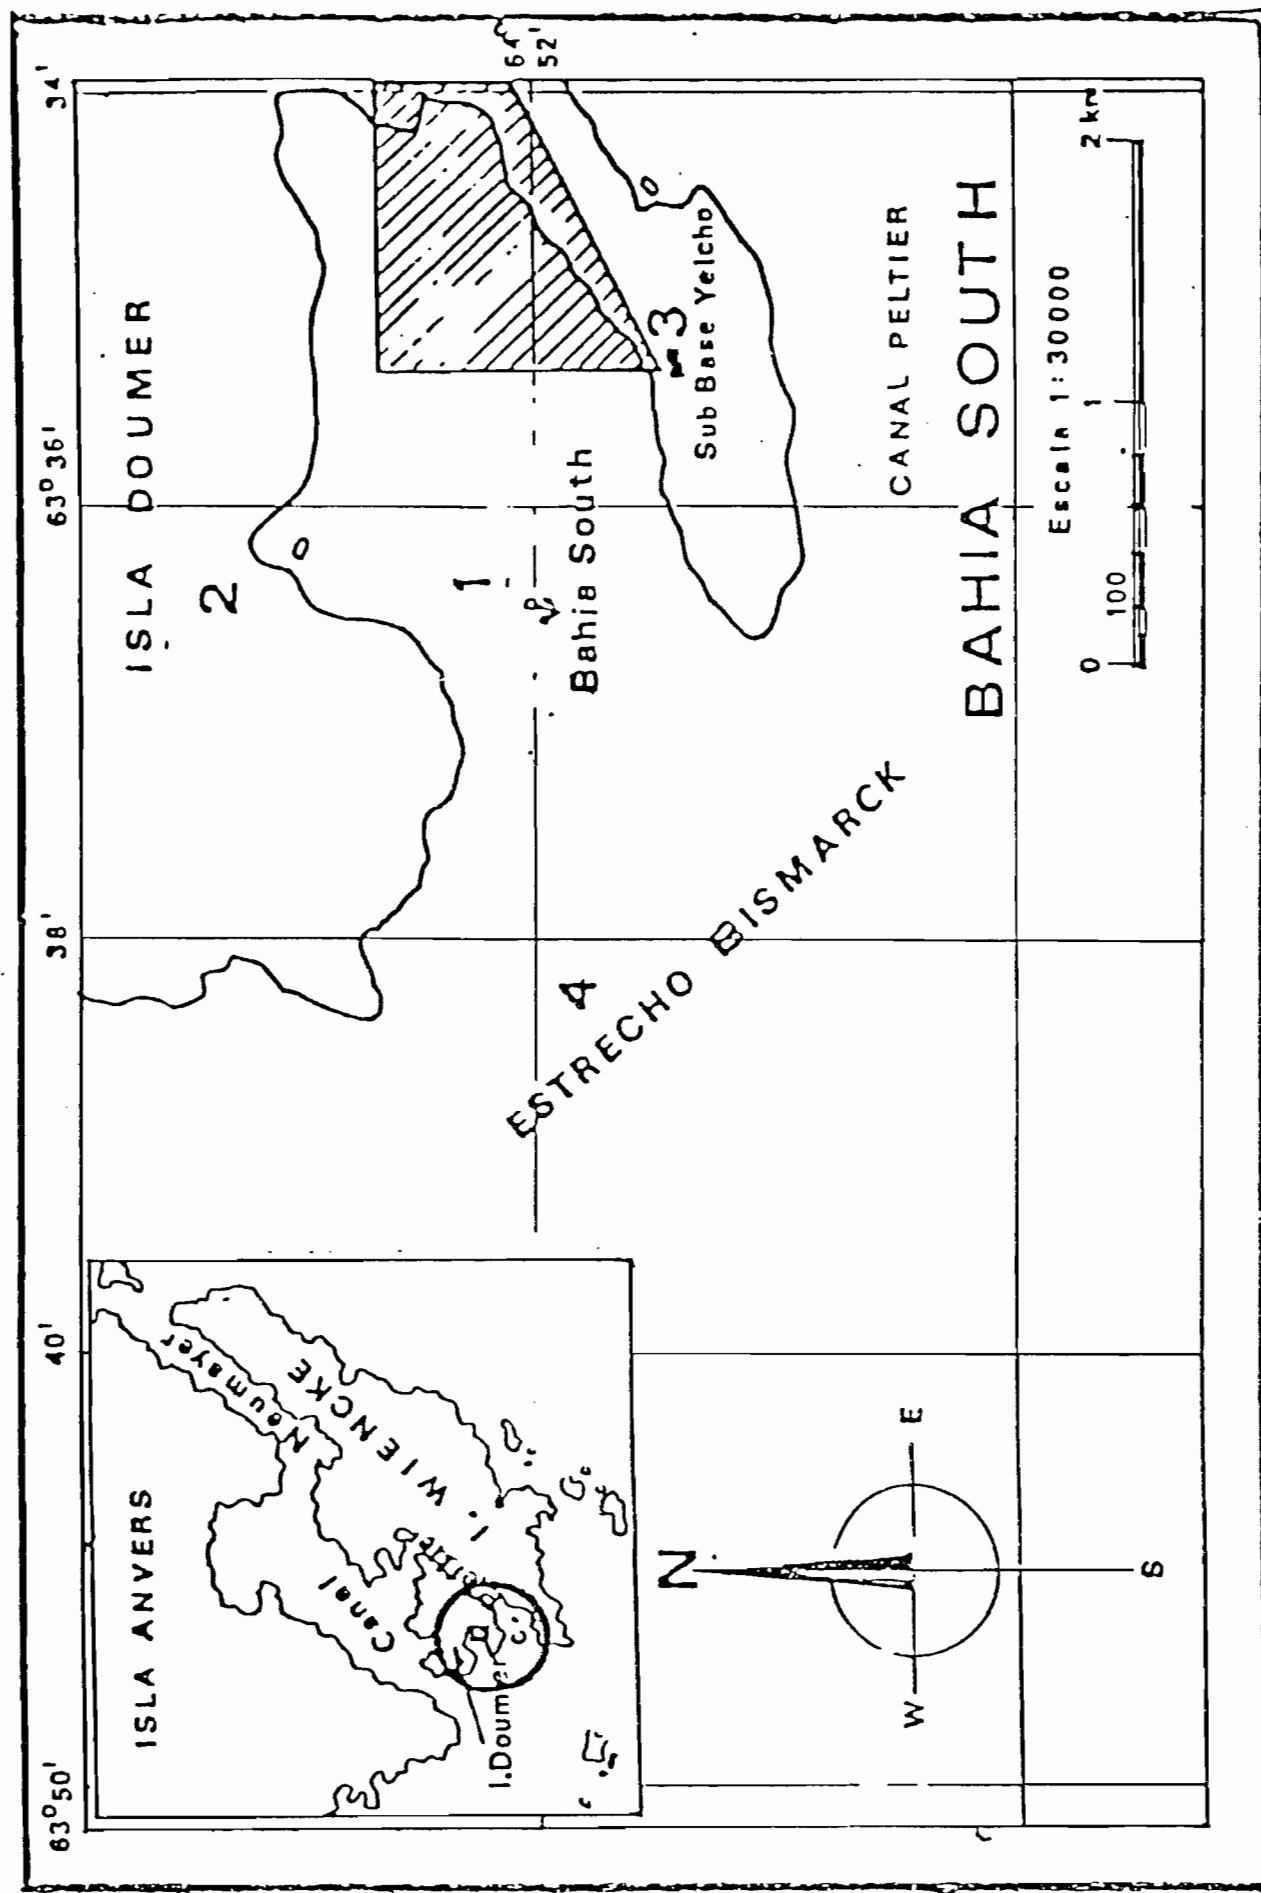 63° 50'
40'
38'
63° 36'
34'
52'
ISLA ANVERS
Canal
Neumayer
I. WIENCKE
I. Doumer
ISLA DOUMER
2
1
Bahia South
3
Sub Base Yelcho
4
ESTRECHO BISMARCK
CANAL PELTIER
BAHIA SOUTH
Escala 1:30000
0 100 1 2 km
N
W E
S